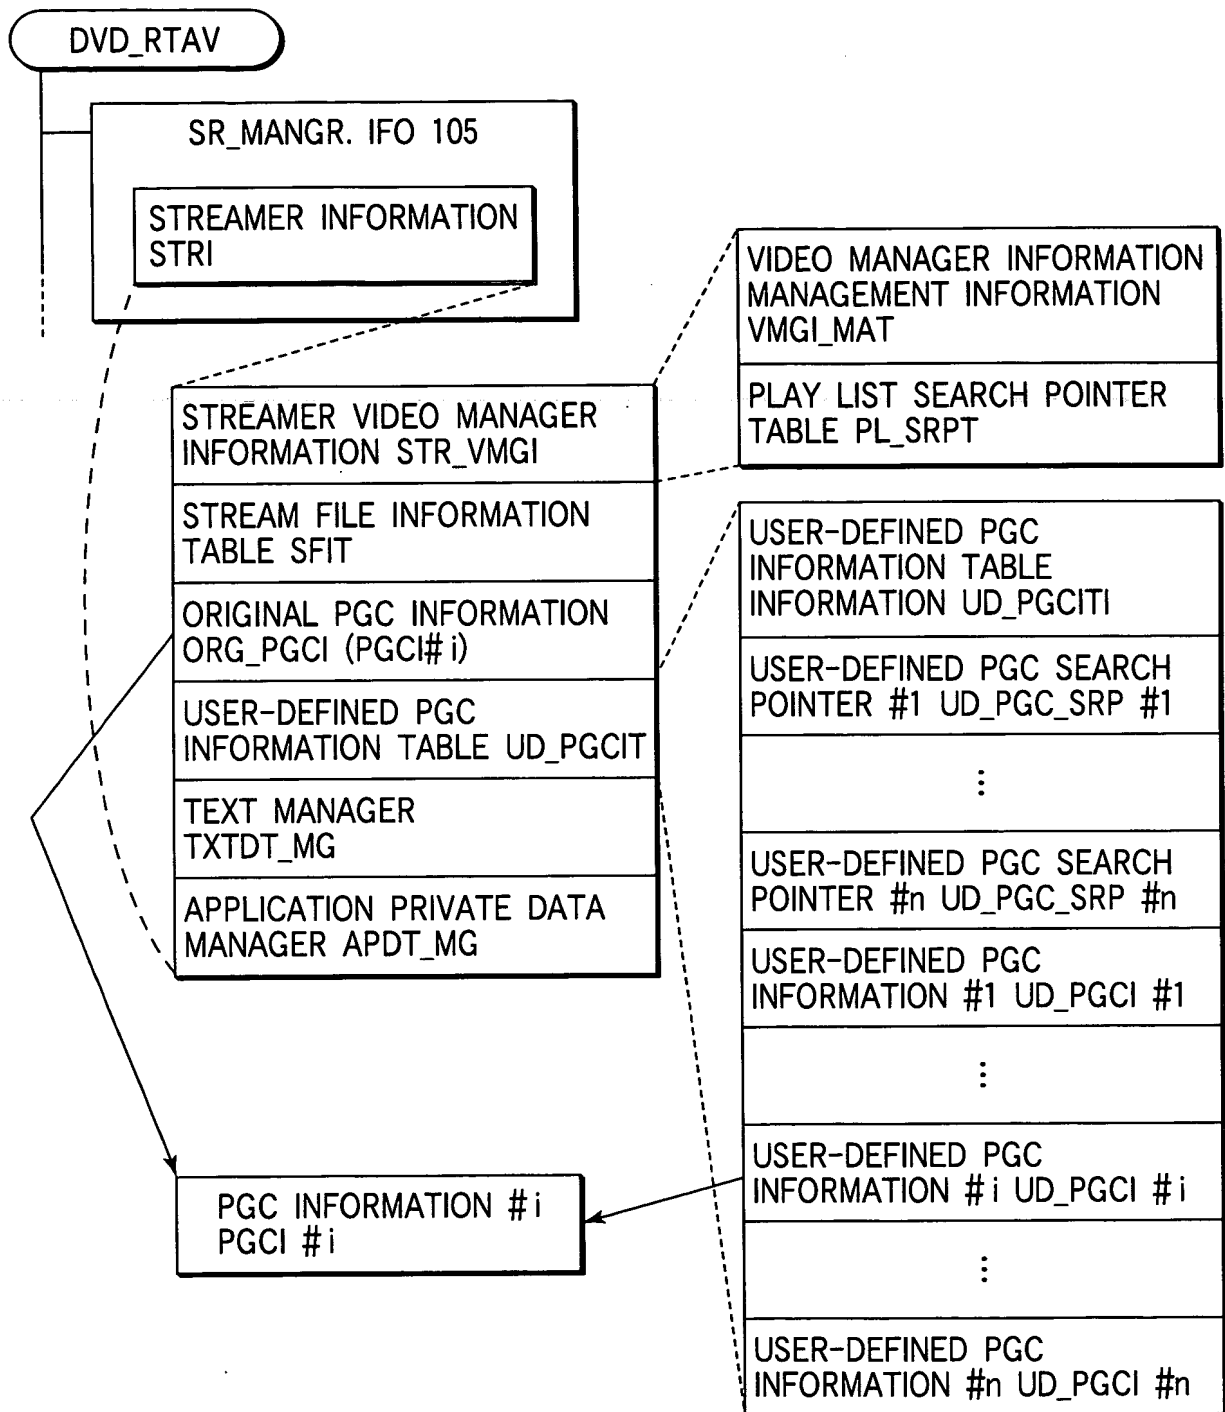 DVD_RTAV
SR_MANGR. IFO 105
STREAMER INFORMATION
STRI
STREAMER VIDEO MANAGER
INFORMATION STR_VMGI
STREAM FILE INFORMATION
TABLE SFIT
ORIGINAL PGC INFORMATION
ORG_PGCI (PGCI# i)
USER-DEFINED PGC
INFORMATION TABLE UD_PGCIT
TEXT MANAGER
TXTDT_MG
APPLICATION PRIVATE DATA
MANAGER APDT_MG
VIDEO MANAGER INFORMATION
MANAGEMENT INFORMATION
VMGI_MAT
PLAY LIST SEARCH POINTER
TABLE PL_SRPT
USER-DEFINED PGC
INFORMATION TABLE
INFORMATION UD_PGCITI
USER-DEFINED PGC SEARCH
POINTER #1 UD_PGC_SRP #1
⋮
USER-DEFINED PGC SEARCH
POINTER #n UD_PGC_SRP #n
USER-DEFINED PGC
INFORMATION #1 UD_PGCI #1
⋮
USER-DEFINED PGC
INFORMATION # i UD_PGCI # i
⋮
USER-DEFINED PGC
INFORMATION #n UD_PGCI #n
PGC INFORMATION # i
PGCI # i